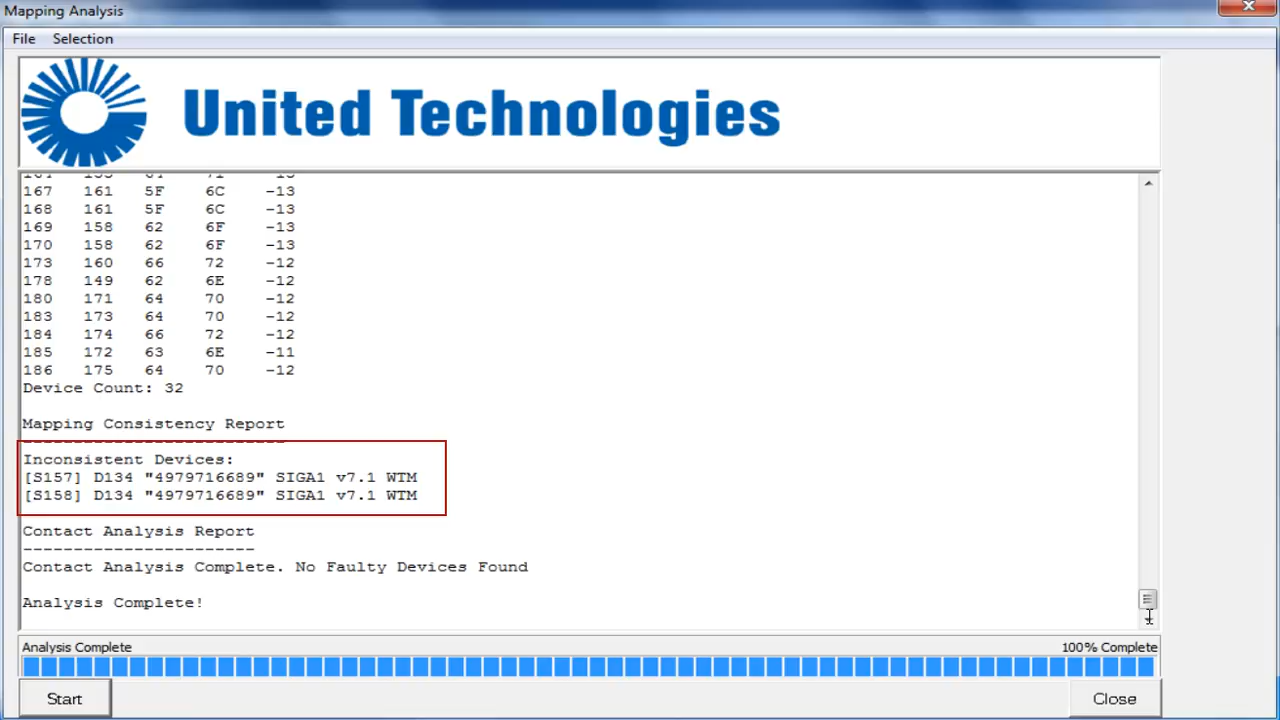 Mapping Analysis
File Selection
United Technologies
167 161 5F 6C -13
168 161 5F 6C -13
169 158 62 6F -13
170 158 62 6F -13
173 160 66 72 -12
178 149 62 6E -12
180 171 64 70 -12
183 173 64 70 -12
184 174 66 72 -12
185 172 63 6E -11
186 175 64 70 -12
Device Count: 32
Mapping Consistency Report
--------------------------
Inconsistent Devices:
[S157] D134 "4979716689" SIGA1 v7.1 WTM
[S158] D134 "4979716689" SIGA1 v7.1 WTM
Contact Analysis Report
-----------------------
Contact Analysis Complete. No Faulty Devices Found
Analysis Complete!
Analysis Complete 100% Complete
Start Close